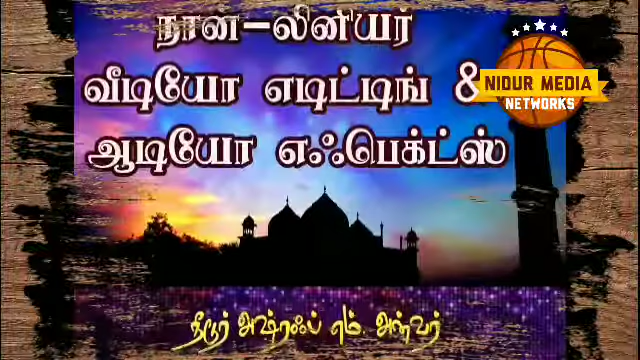 நான்-லினியர்
வீடியோ எடிட்டிங் &
ஆடியோ எஃபெக்ட்ஸ்
NIDUR MEDIA
NETWORKS
நீடூர் அஷ்ரஃப் எம். அன்வர்